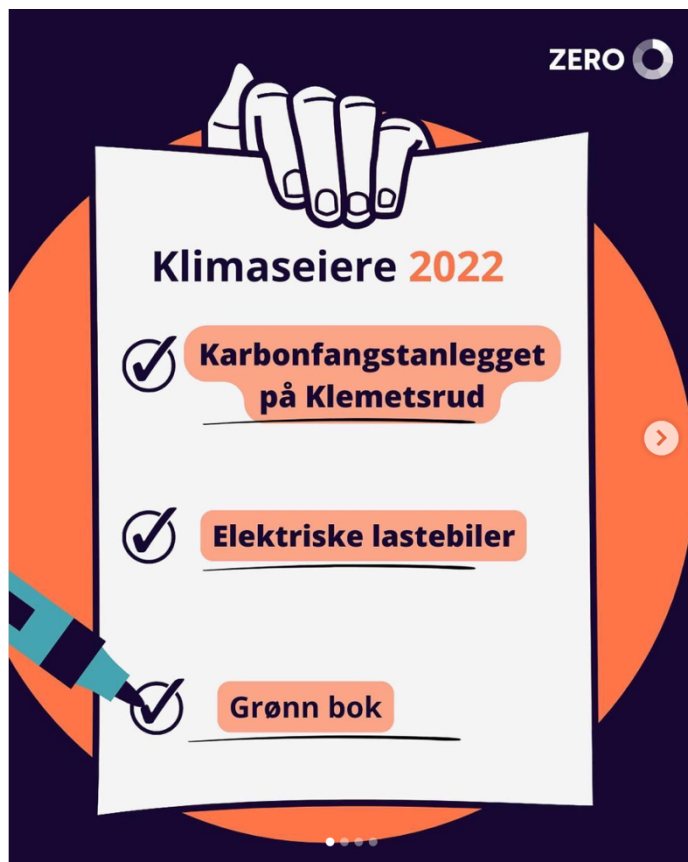 ZERO
Klimaseiere 2022
Karbonfangstanlegget
på Klemetsrud
Elektriske lastebiler
Grønn bok